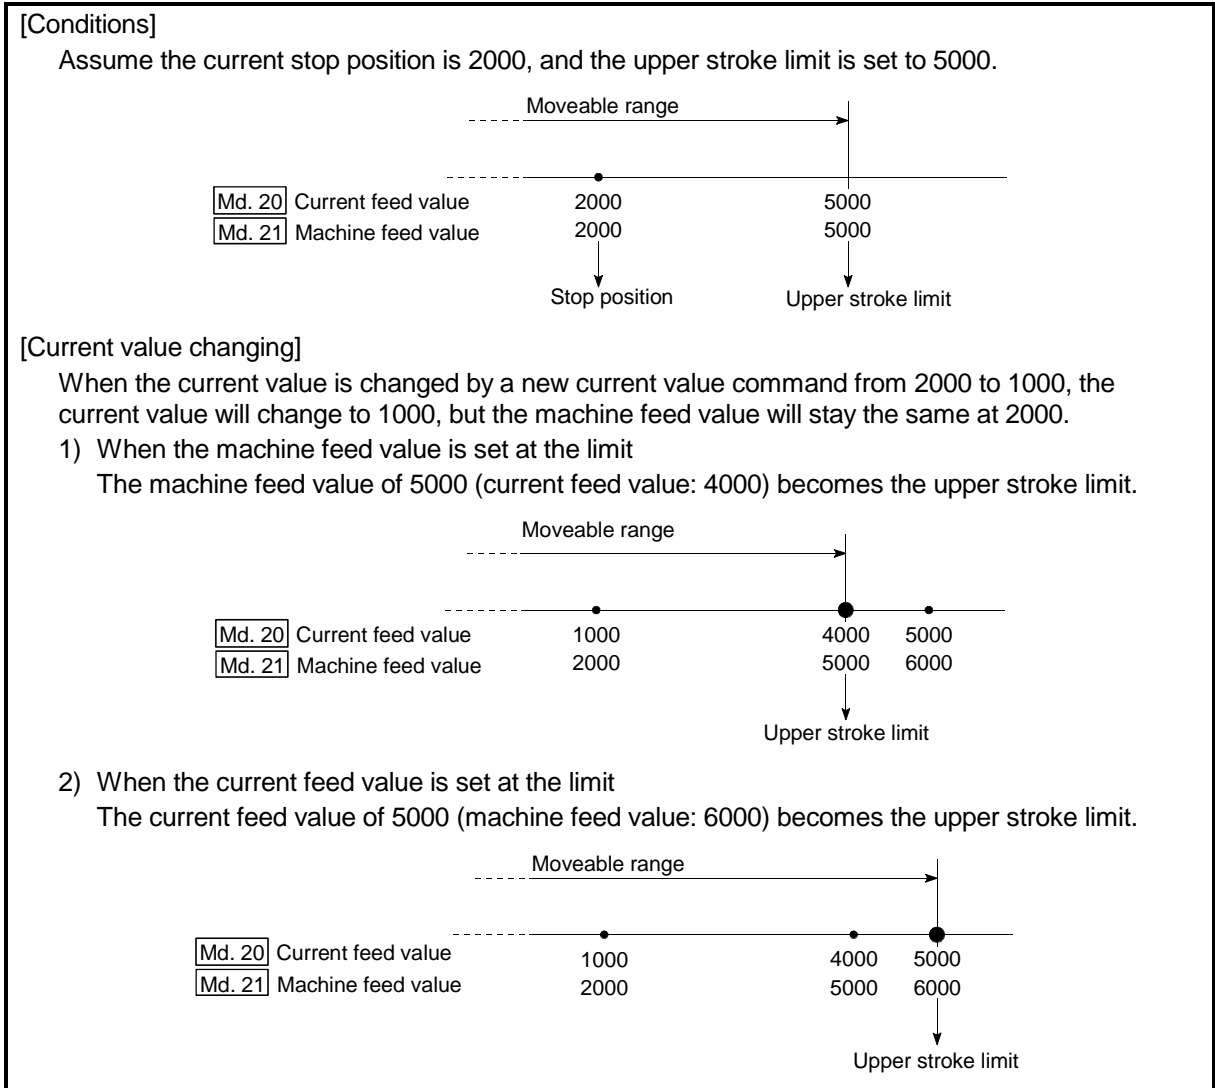 [Conditions]
Assume the current stop position is 2000, and the upper stroke limit is set to 5000.
Moveable range
Md. 20 Current feed value 2000 5000
Md. 21 Machine feed value 2000 5000
Stop position Upper stroke limit
[Current value changing]
When the current value is changed by a new current value command from 2000 to 1000, the
current value will change to 1000, but the machine feed value will stay the same at 2000.
1) When the machine feed value is set at the limit
The machine feed value of 5000 (current feed value: 4000) becomes the upper stroke limit.
Moveable range
Md. 20 Current feed value 1000 4000 5000
Md. 21 Machine feed value 2000 5000 6000
Upper stroke limit
2) When the current feed value is set at the limit
The current feed value of 5000 (machine feed value: 6000) becomes the upper stroke limit.
Moveable range
Md. 20 Current feed value 1000 4000 5000
Md. 21 Machine feed value 2000 5000 6000
Upper stroke limit